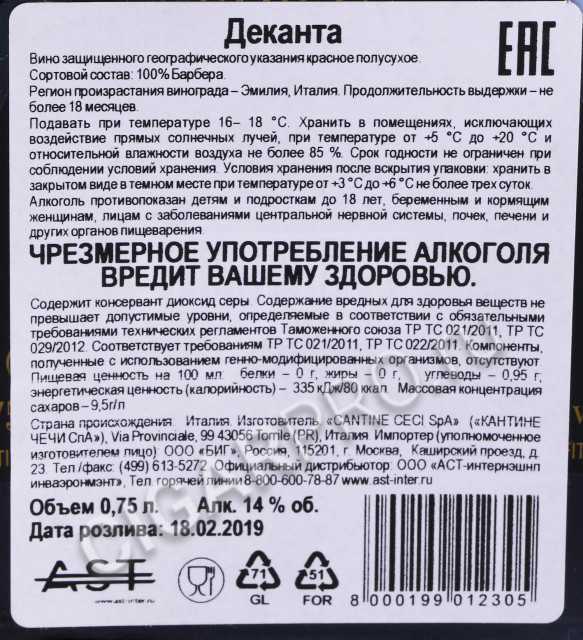 Деканта
EAC
Вино защищенного географического указания красное полусухое.
Сортовой состав: 100% Барбера.
Регион произрастания винограда – Эмилия, Италия. Продолжительность выдержки – не
более 18 месяцев.
Подавать при температуре 16– 18 °С. Хранить в помещениях, исключающих
воздействие прямых солнечных лучей, при температуре от +5 °С до +20 °С и
относительной влажности воздуха не более 85 %. Срок годности не ограничен при
соблюдении условий хранения. Условия хранения после вскрытия упаковки: хранить в
закрытом виде в темном месте при температуре от +3 °С до +6 °С не более трех суток.
Алкоголь противопоказан детям и подросткам до 18 лет, беременным и кормящим
женщинам, лицам с заболеваниями центральной нервной системы, почек, печени и
других органов пищеварения.
ЧРЕЗМЕРНОЕ УПОТРЕБЛЕНИЕ АЛКОГОЛЯ
ВРЕДИТ ВАШЕМУ ЗДОРОВЬЮ.
Содержит консервант диоксид серы. Содержание вредных для здоровья веществ не
превышает допустимые уровни, определяемые в соответствии с обязательными
требованиями технических регламентов Таможенного союза ТР ТС 021/2011, ТР ТС
029/2012. Соответствует требованиям ТР ТС 021/2011, ТР ТС 022/2011. Компоненты,
полученные с использованием генно-модифицированных организмов, отсутствуют.
Пищевая ценность на 100 мл: белки – 0 г, жиры – 0 г, углеводы – 0,95 г,
энергетическая ценность (калорийность) – 335 кДж/80 ккал. Массовая концентрация
сахаров – 9,5г/л
Страна происхождения: Италия. Изготовитель: «CANTINE CECI SpA» («КАНТИНЕ
ЧЕЧИ СпА»), Via Provinciale, 99 43056 Torrile (PR), Италия. Импортер (уполномоченное
изготовителем лицо) ООО «БИГ», Россия, 115201, г. Москва, Каширский проезд, д.
23. Тел./факс: (499) 613-5272. Официальный дистрибьютор: ООО «АСТ-интернэшнл
инваэронмэнт», Тел. горячей линии 8-800-600-78-87 www.ast-inter.ru
Объем 0,75 л. Алк. 14 % об.
Дата розлива: 18.02.2019
AST
www.ast-inter.ru
71
GL
51
FOR
8 000199 012305
CIGARPRO.RU